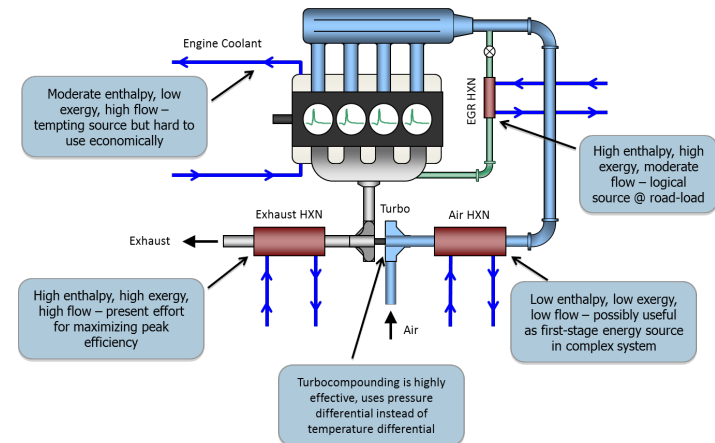 Engine Coolant
Moderate enthalpy, low
exergy, high flow –
tempting source but hard to
use economically
EGR HXN
High enthalpy, high
exergy, moderate
flow – logical
source @ road-load
Exhaust HXN
Turbo
Air HXN
Exhaust
High enthalpy, high exergy,
high flow – present effort
for maximizing peak
efficiency
Air
Low enthalpy, low exergy,
low flow – possibly useful
as first-stage energy source
in complex system
Turbocompounding is highly
effective, uses pressure
differential instead of
temperature differential